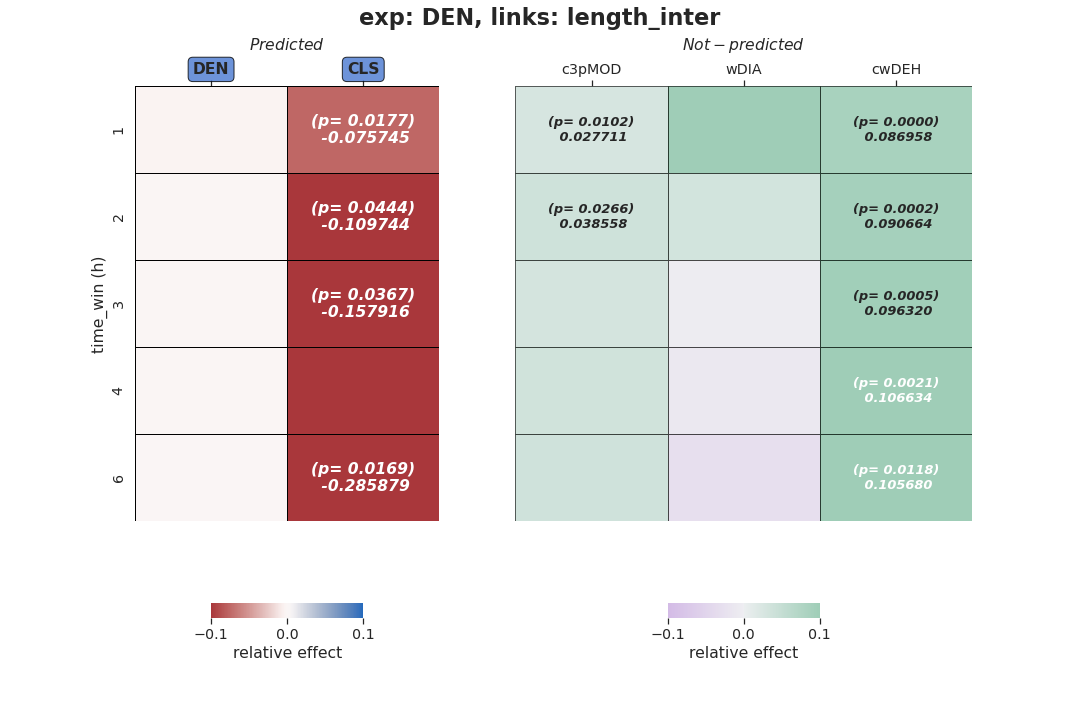 exp: DEN, links: length_inter
Predicted
Not-predicted
DEN
CLS
c3pMOD
wDIA
cwDEH
time_win (h)
1
(p= 0.0177)
-0.075745
(p= 0.0102)
0.027711
(p= 0.0000)
0.086958
2
(p= 0.0444)
-0.109744
(p= 0.0266)
0.038558
(p= 0.0002)
0.090664
3
(p= 0.0367)
-0.157916
(p= 0.0005)
0.096320
4
(p= 0.0021)
0.106634
6
(p= 0.0169)
-0.285879
(p= 0.0118)
0.105680
−0.1 0.0 0.1
relative effect
−0.1 0.0 0.1
relative effect